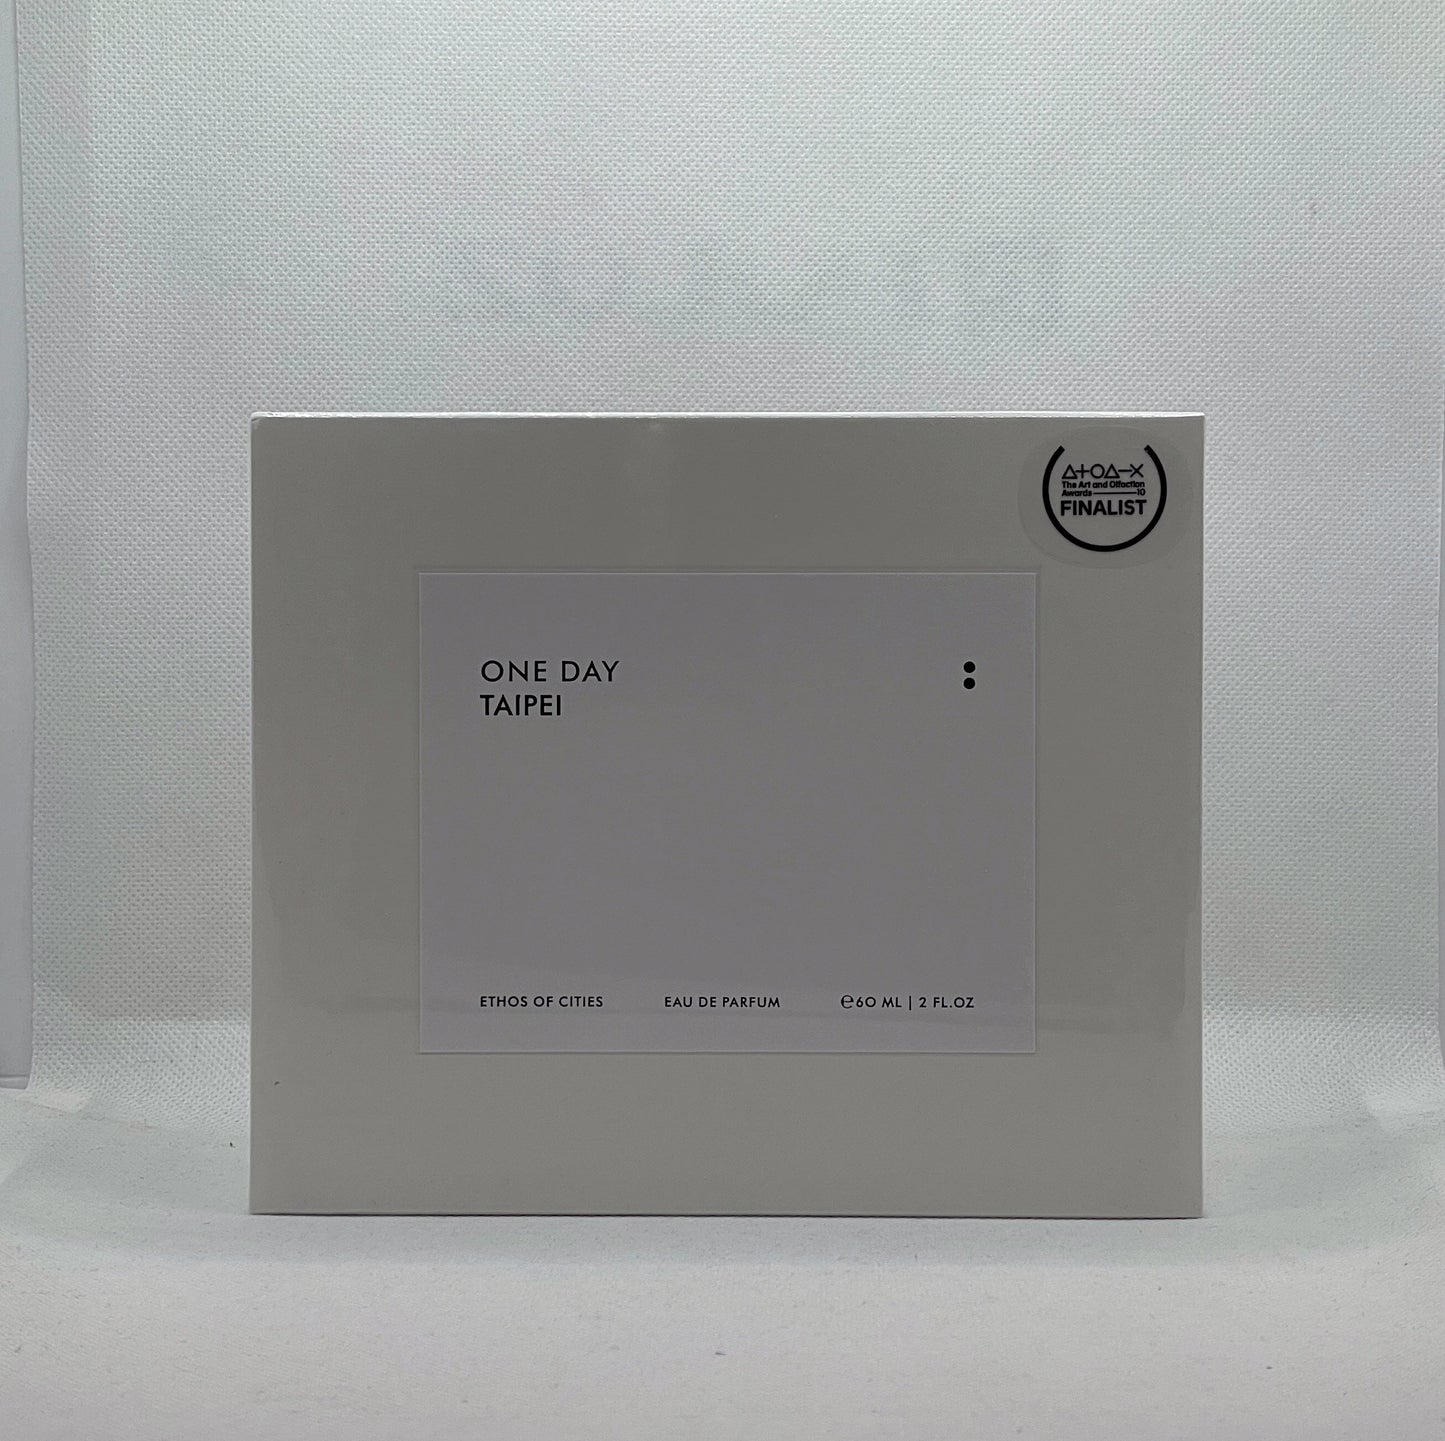 The Art and Olfaction
Awards 10
FINALIST
ONE DAY
TAIPEI
ETHOS OF CITIES EAU DE PARFUM ℮60 ML | 2 FL.OZ